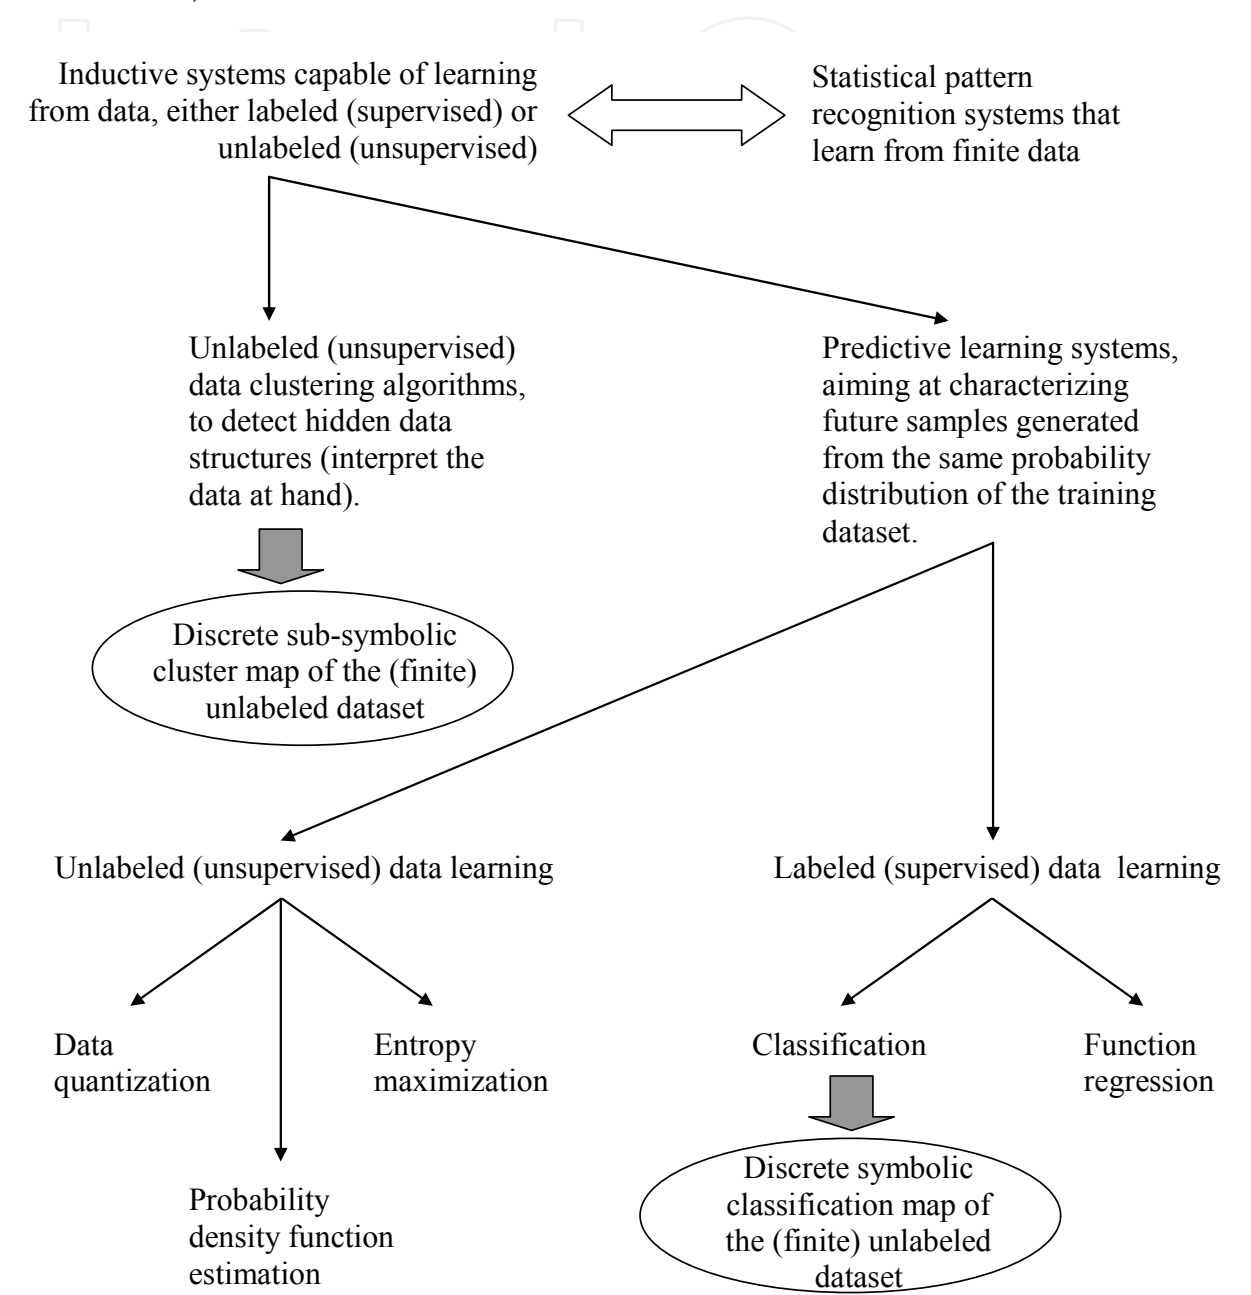 Inductive systems capable of learning
from data, either labeled (supervised) or
unlabeled (unsupervised)
Statistical pattern
recognition systems that
learn from finite data
Unlabeled (unsupervised)
data clustering algorithms,
to detect hidden data
structures (interpret the
data at hand).
Predictive learning systems,
aiming at characterizing
future samples generated
from the same probability
distribution of the training
dataset.
Discrete sub-symbolic
cluster map of the (finite)
unlabeled dataset
Unlabeled (unsupervised) data learning
Labeled (supervised) data  learning
Data
quantization
Entropy
maximization
Classification
Function
regression
Probability
density function
estimation
Discrete symbolic
classification map of
the (finite) unlabeled
dataset